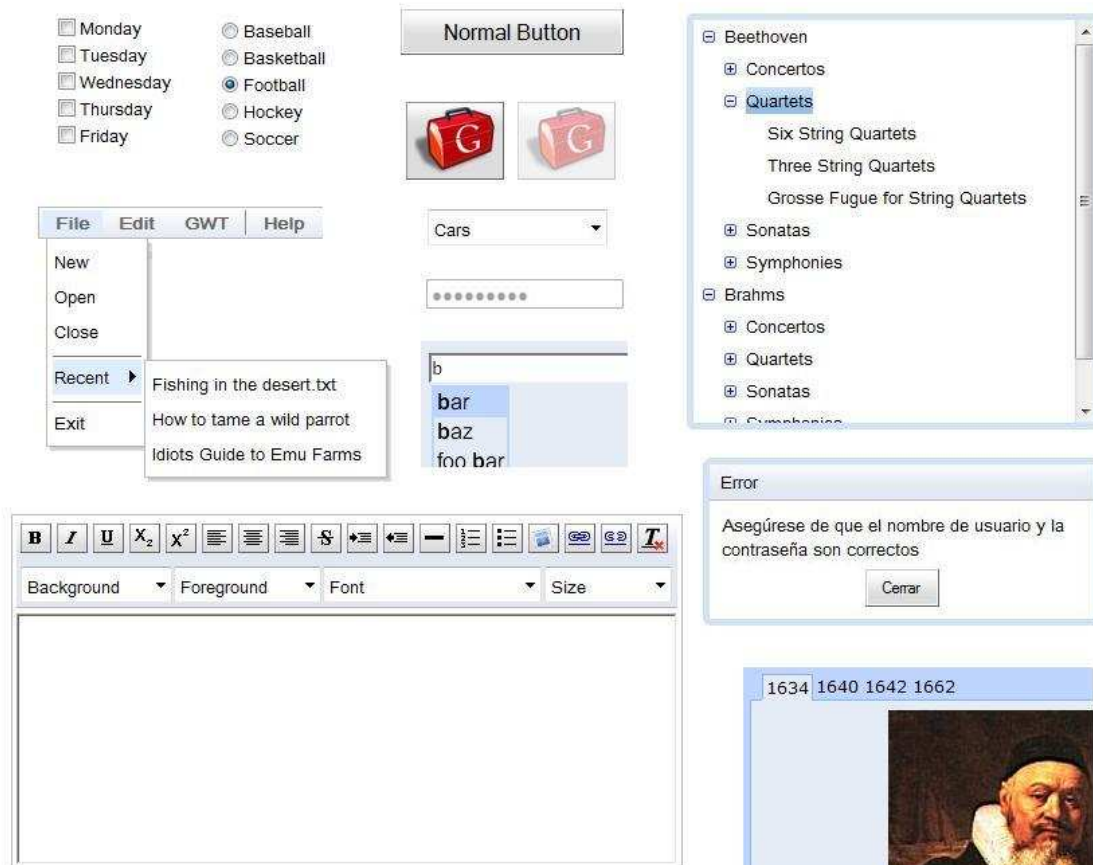 Monday
Tuesday
Wednesday
Thursday
Friday
Baseball
Basketball
Football
Hockey
Soccer
Normal Button
G
G
File Edit GWT Help
New
Open
Close
Recent
Exit
Fishing in the desert.txt
How to tame a wild parrot
Idiots Guide to Emu Farms
Cars
b
bar
baz
foo bar
Beethoven
Concertos
Quartets
Six String Quartets
Three String Quartets
Grosse Fugue for String Quartets
Sonatas
Symphonies
Brahms
Concertos
Quartets
Sonatas
Symphonies
Error
Asegúrese de que el nombre de usuario y la
contraseña son correctos
Cerrar
B I U X₂ X² S T
Background Foreground Font Size
1634 1640 1642 1662